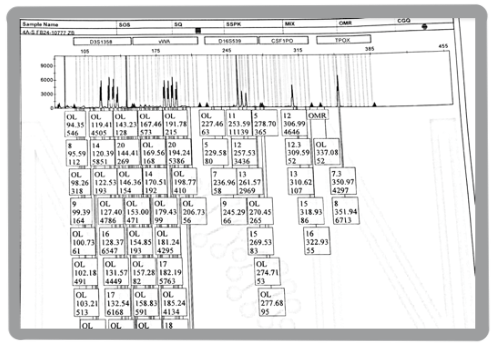 Sample Name SOS SQ SSPK MIX OMR CGQ
D3S1358 vWA D16S539 CSF1PO TPOX
105 175 245 315 385 455
9000
6000
3000
0
OL OL OL OL OL OL 11 5 12 OMR
94.35 119.41 143.23 167.46 191.78 227.46 253.59 278.70 306.99
546 4505 128 573 215 63 11139 365 4646
8 14 20 OL 20 5 12 12.3 OL
95.59 120.39 144.41 169.56 194.24 229.58 257.53 309.59 337.08
112 5851 269 168 5386 80 3436 52 52
OL OL OL 14 OL 7 13 13 7.3
98.26 122.53 146.36 170.51 198.77 236.96 261.57 310.62 350.97
318 193 154 192 410 58 2969 107 4297
9 OL OL OL OL 9 OL 15 8
99.39 127.40 153.00 179.43 206.73 245.29 270.45 318.93 351.94
164 4786 471 99 56 66 265 86 6713
OL 16 OL OL 15 16
100.73 128.37 154.85 181.24 269.53 322.93
61 6547 193 4295 83 55
OL OL OL 17 OL
102.18 131.57 157.28 182.19 274.71
491 4449 82 5763 53
OL 17 OL OL OL
103.21 132.54 158.83 185.24 277.68
513 6168 591 4134 95
OL OL OL 18